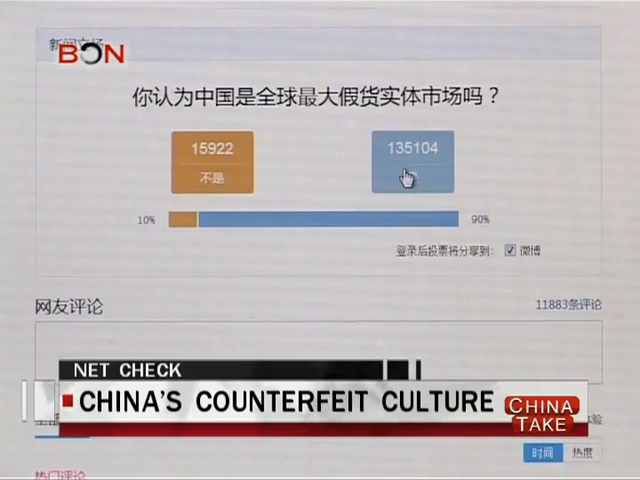 BON
你认为中国是全球最大假货实体市场吗？
15922
135104
不是
10%
90%
登录后投票将分享到： 微博
网友评论
11883条评论
NET CHECK
CHINA'S COUNTERFEIT CULTURE
CHINA TAKE
时间
热度
热门评论